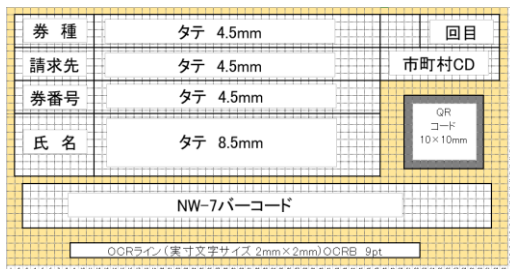 券 種 タテ 4.5mm 回目
請求先 タテ 4.5mm 市町村CD
券番号 タテ 4.5mm
氏 名 タテ 8.5mm
QR
コード
10×10mm
NW-7バーコード
OCRライン(実寸文字サイズ 2mm×2mm)OCRB 9pt